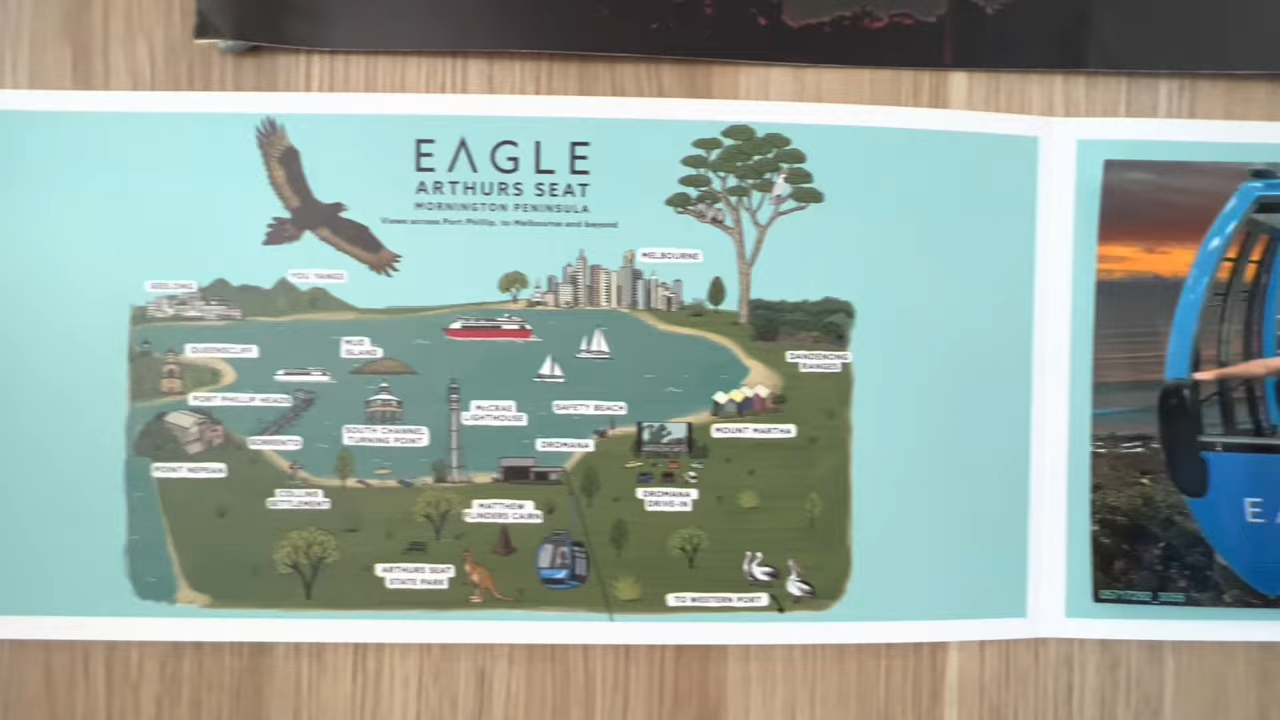 EAGLE
ARTHURS SEAT
MORNINGTON PENINSULA
Views across Port Phillip, to Melbourne and beyond
MELBOURNE
YOU YANGS
GEELONG
QUEENSCLIFF
MUD
ISLAND
DANDENONG
RANGES
PORT PHILLIP HEADS
McCRAE
LIGHTHOUSE
SAFETY BEACH
SOUTH CHANNEL
TURNING POINT
MOUNT MARTHA
SORRENTO
DROMANA
POINT NEPEAN
COLLINS
SETTLEMENT
DROMANA
DRIVE-IN
MATTHEW
FLINDERS CAIRN
ARTHURS SEAT
STATE PARK
TO WESTERN PORT
E